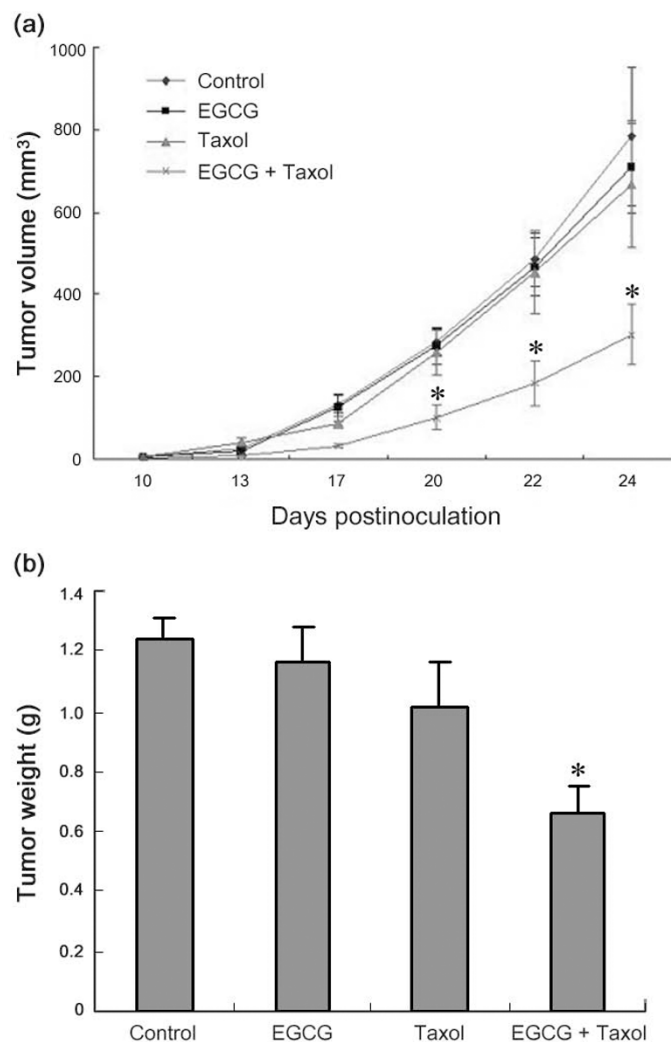 (a)
1000
800
600
400
200
0
Tumor volume (mm³)
Control
EGCG
Taxol
EGCG + Taxol
*
*
*
10 13 17 20 22 24
Days postinoculation
(b)
1.4
1.2
1.0
0.8
0.6
0.4
0.2
0
Tumor weight (g)
*
Control EGCG Taxol EGCG + Taxol